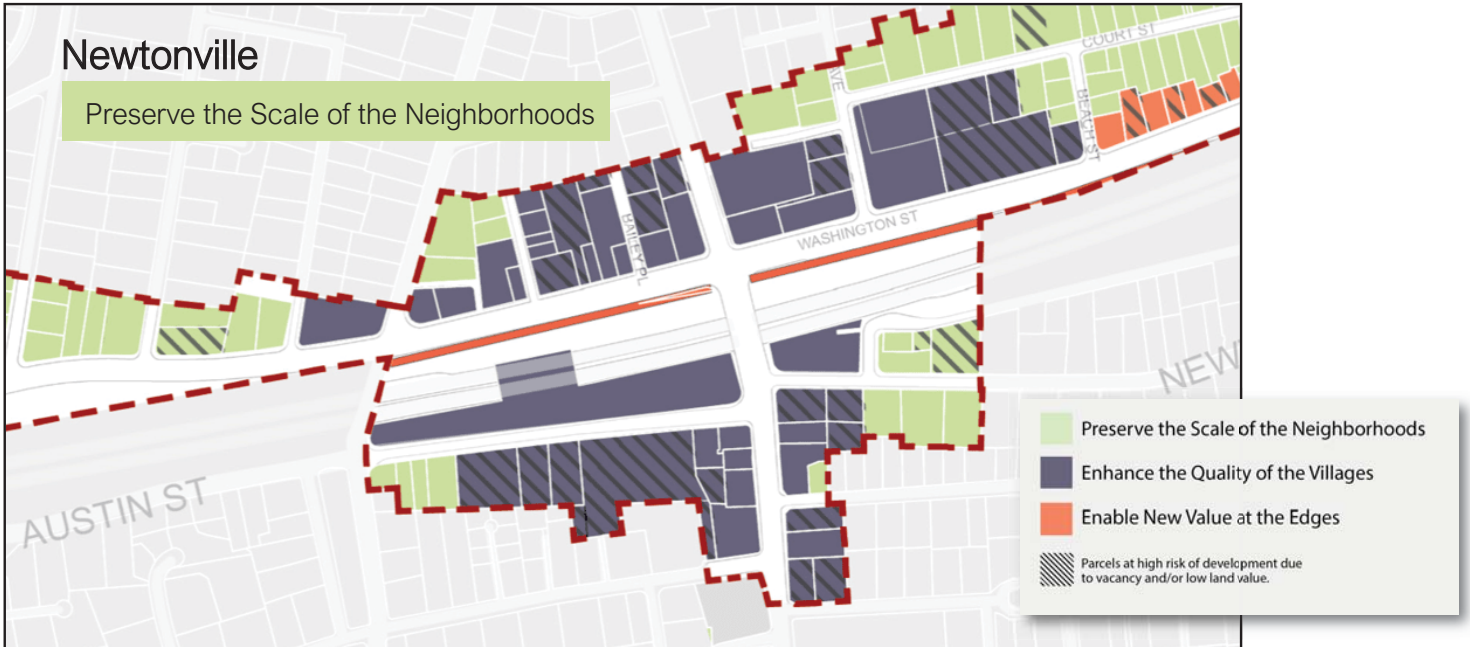 Newtonville
Preserve the Scale of the Neighborhoods
COURT ST
AVE
BEACH ST
BAILEY PL
WASHINGTON ST
NEW
AUSTIN ST
Preserve the Scale of the Neighborhoods
Enhance the Quality of the Villages
Enable New Value at the Edges
Parcels at high risk of development due
to vacancy and/or low land value.